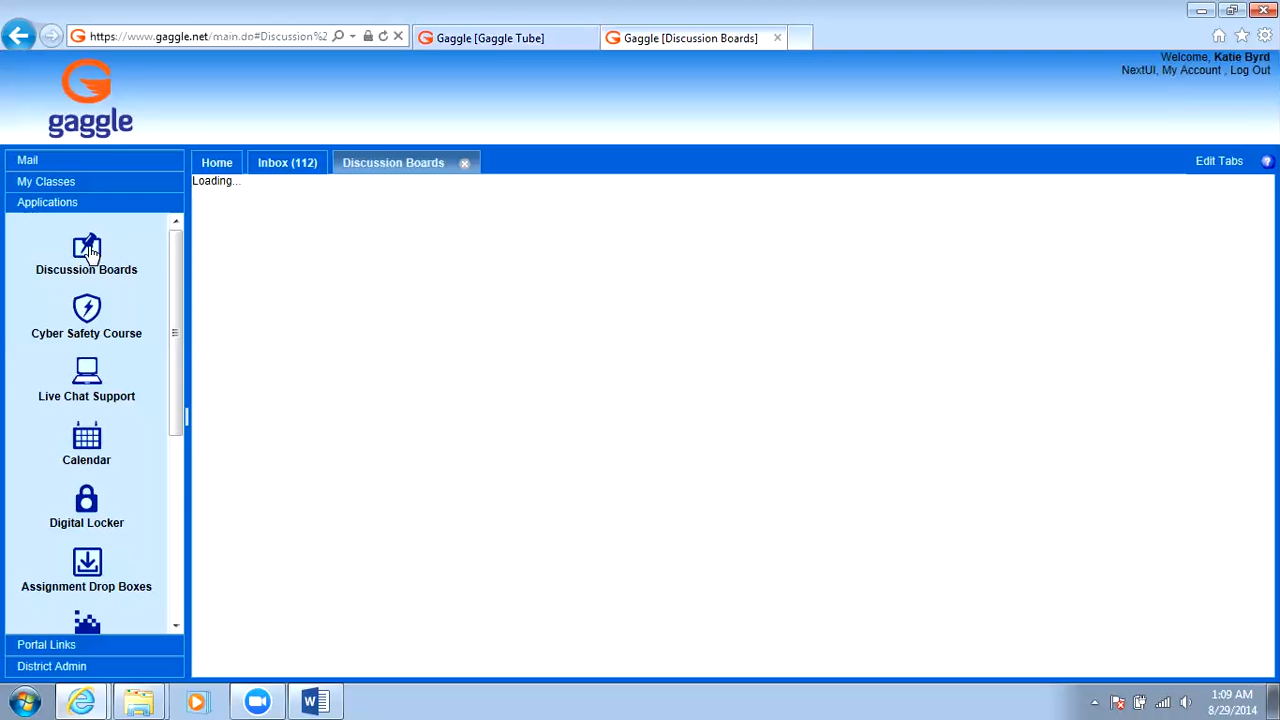 https://www.gaggle.net/main.do#Discussion%2
Gaggle [Gaggle Tube]
Gaggle [Discussion Boards]
Welcome, Katie Byrd
NextUI, My Account , Log Out
gaggle
Mail
My Classes
Applications
Discussion Boards
Cyber Safety Course
Live Chat Support
Calendar
Digital Locker
Assignment Drop Boxes
Portal Links
District Admin
Home
Inbox (112)
Discussion Boards
Edit Tabs
Loading...
1:09 AM
8/29/2014